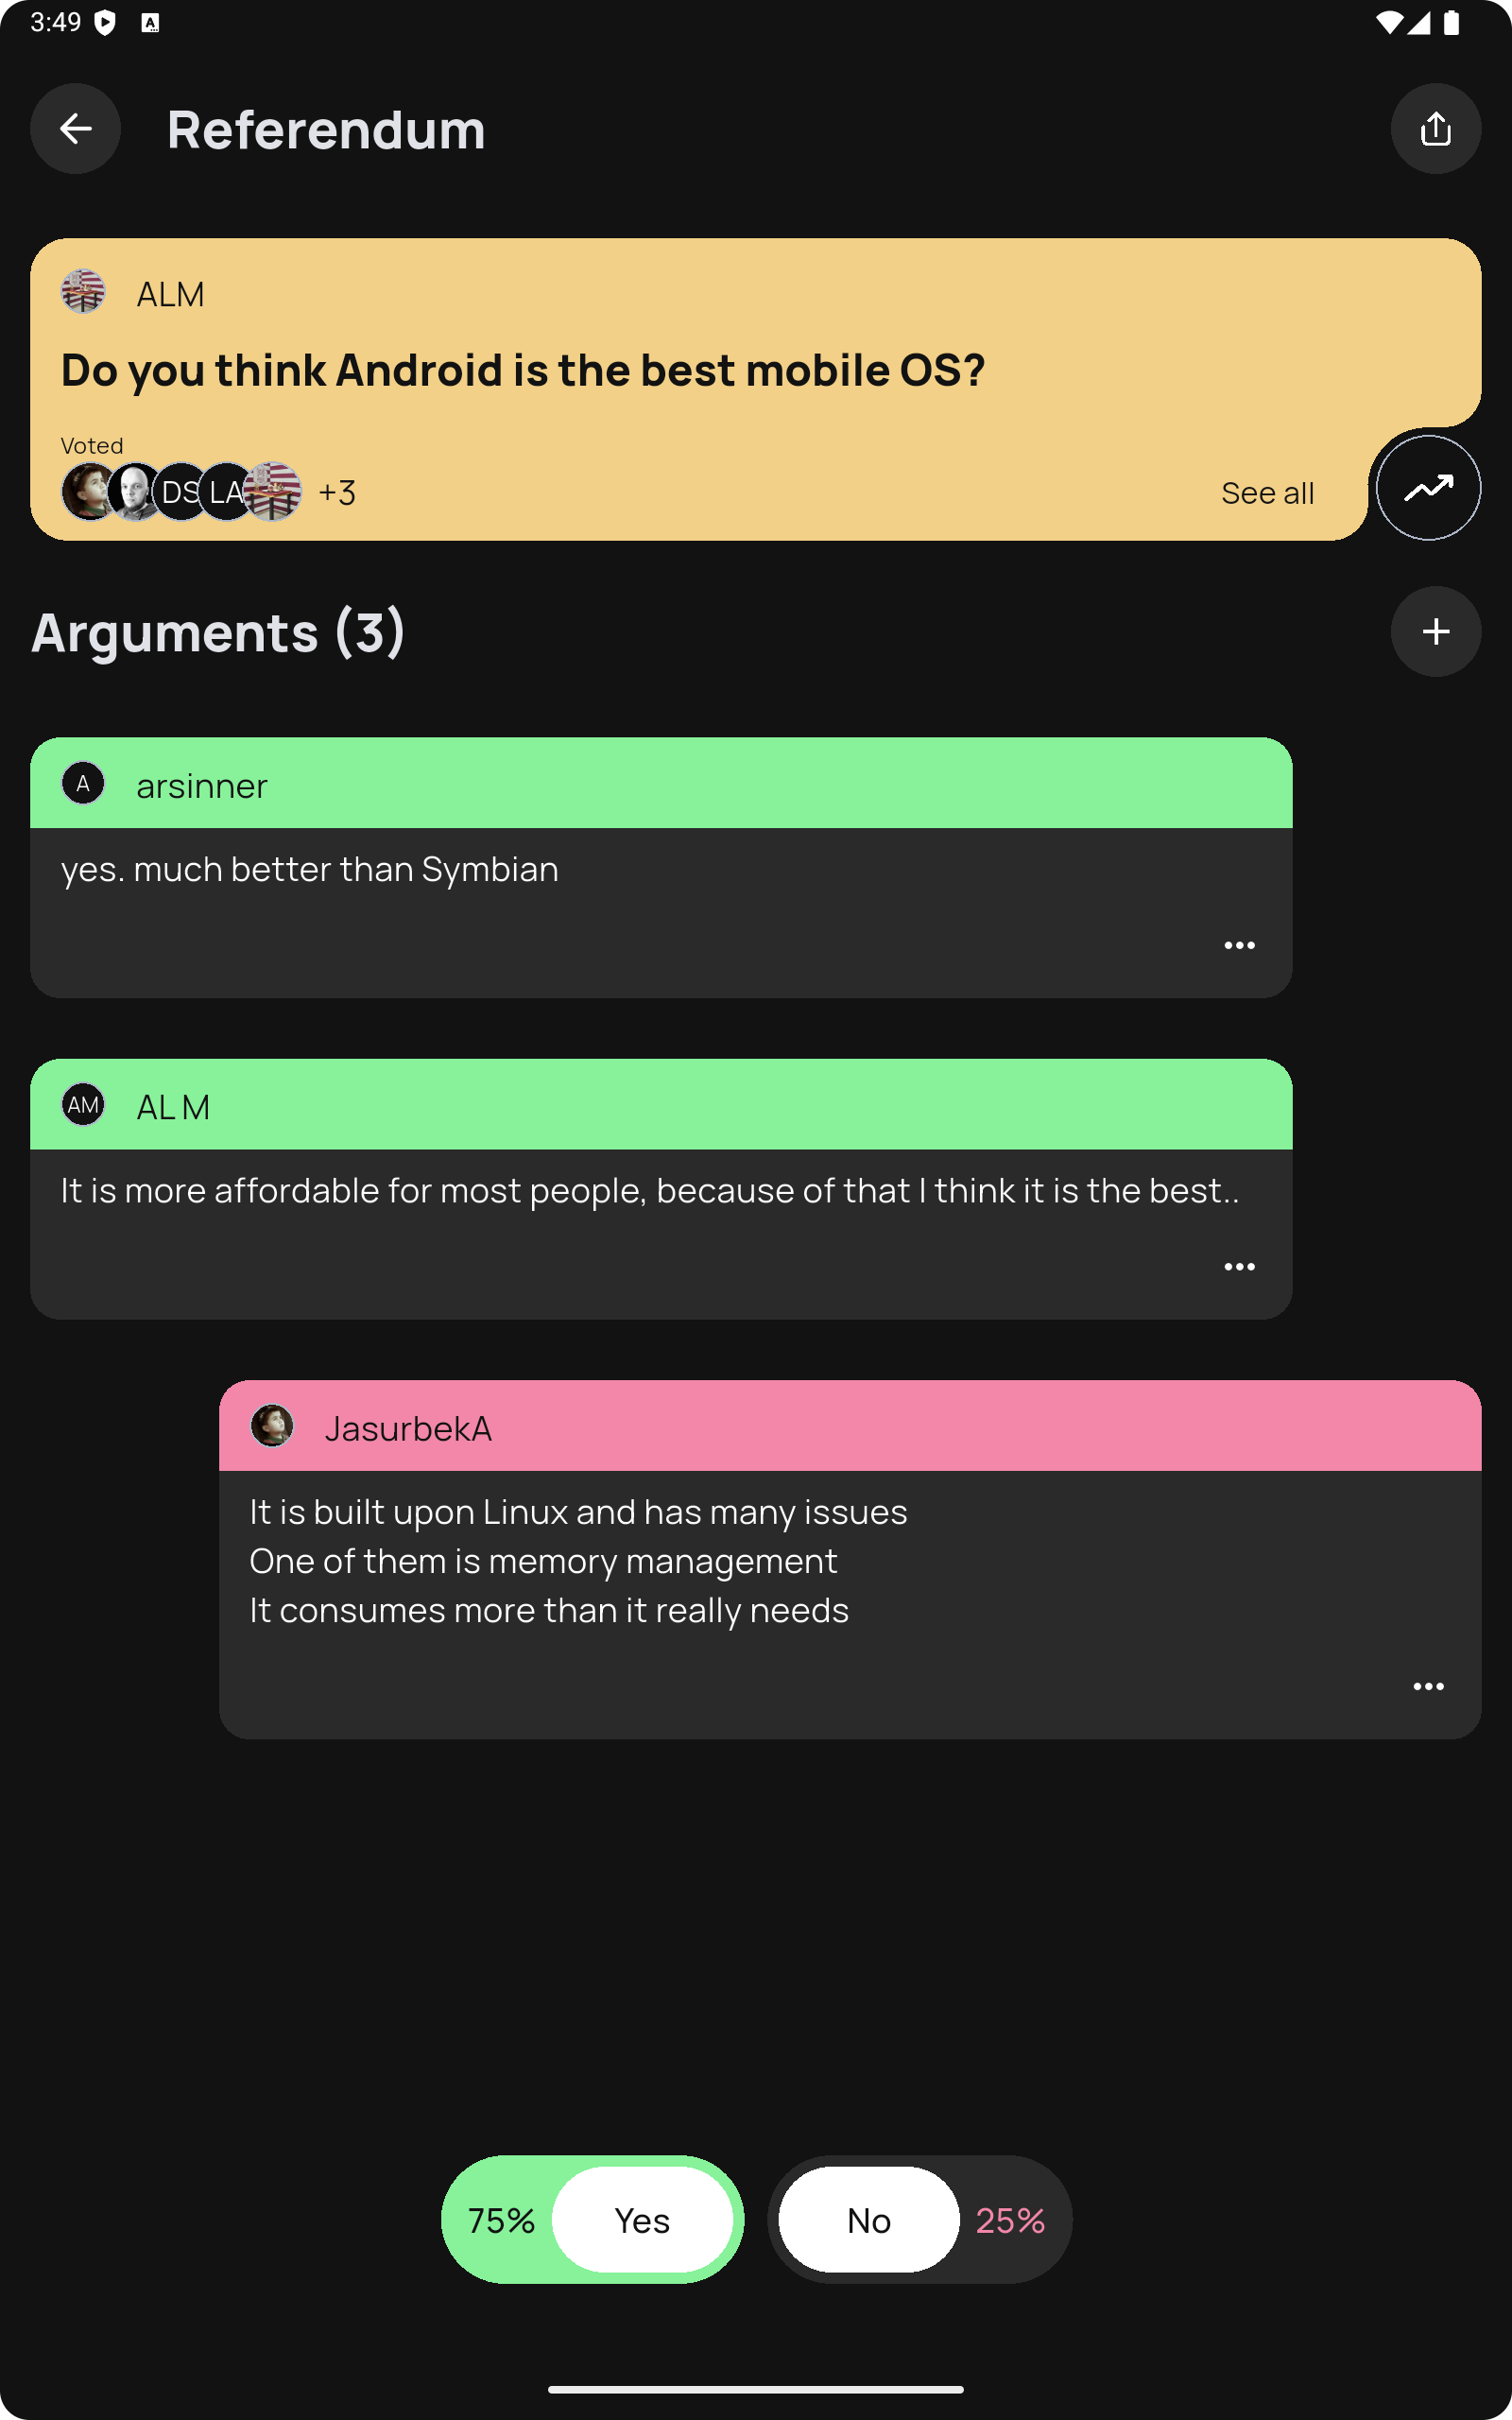 3:49
Referendum
ALM
Do you think Android is the best mobile OS?
Voted
DS LA +3 See all
Arguments (3)
A arsinner
yes. much better than Symbian
AM AL M
It is more affordable for most people, because of that I think it is the best..
JasurbekA
It is built upon Linux and has many issues
One of them is memory management
It consumes more than it really needs
75% Yes No 25%